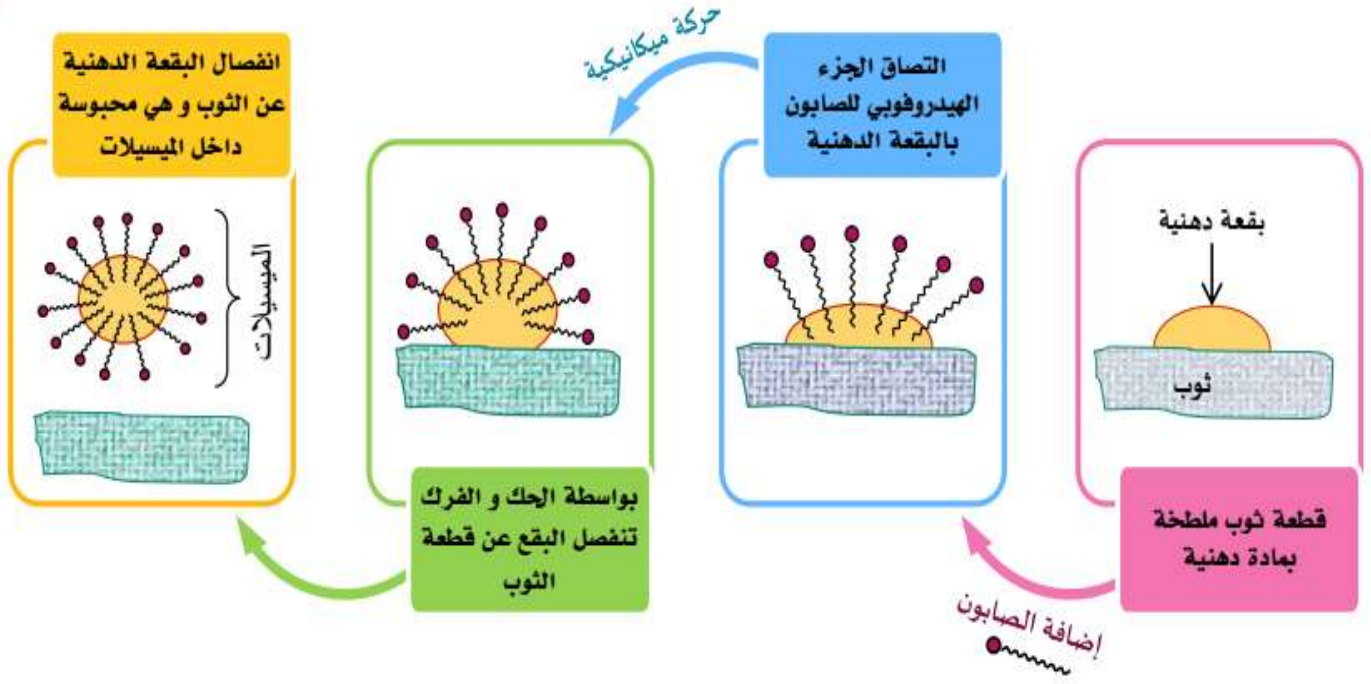 بقعة دهنية
ثوب
قطعة ثوب ملطخة
بمادة دهنية
إضافة الصابون
التصاق الجزء
الهيدروفوبي للصابون
بالبقعة الدهنية
حركة ميكانيكية
بواسطة الحك و الفرك
تنفصل البقع عن قطعة
الثوب
انفصال البقعة الدهنية
عن الثوب و هي محبوسة
داخل الميسيلات
الميسيلات